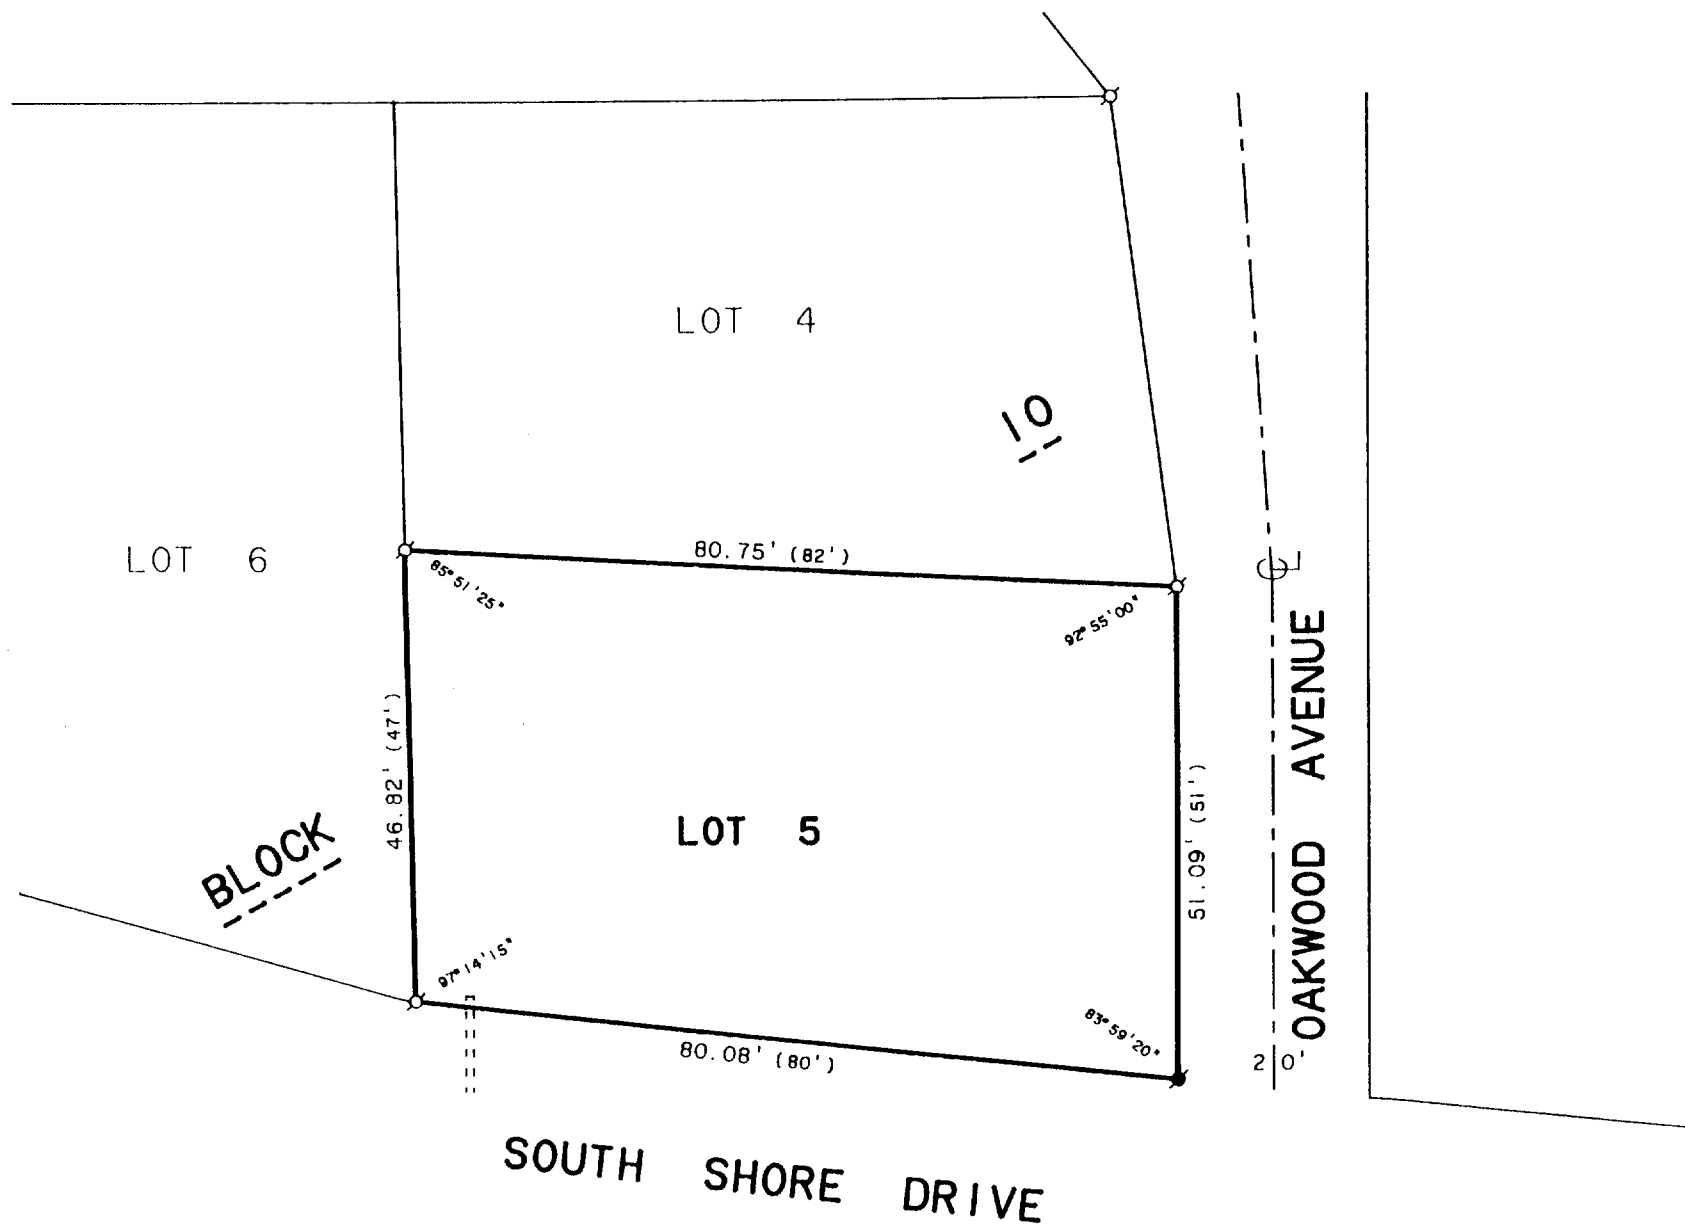 LOT 4
10
LOT 6
80.75' (82')
85°51'25"
92°55'00"
℄
46.82' (47')
LOT 5
51.09' (51')
OAKWOOD AVENUE
BLOCK
97°14'15"
83°59'20"
80.08' (80')
20'
SOUTH SHORE DRIVE